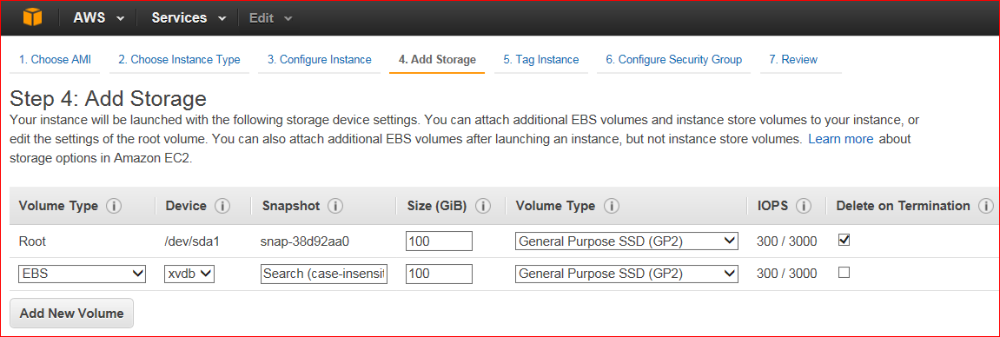 AWS Services Edit
1. Choose AMI 2. Choose Instance Type 3. Configure Instance 4. Add Storage 5. Tag Instance 6. Configure Security Group 7. Review
Step 4: Add Storage
Your instance will be launched with the following storage device settings. You can attach additional EBS volumes and instance store volumes to your instance, or
edit the settings of the root volume. You can also attach additional EBS volumes after launching an instance, but not instance store volumes. Learn more about
storage options in Amazon EC2.
Volume Type i Device i Snapshot i Size (GiB) i Volume Type i IOPS i Delete on Termination i
Root /dev/sda1 snap-38d92aa0 100 General Purpose SSD (GP2) 300 / 3000
EBS xvdb Search (case-insensit 100 General Purpose SSD (GP2) 300 / 3000
Add New Volume